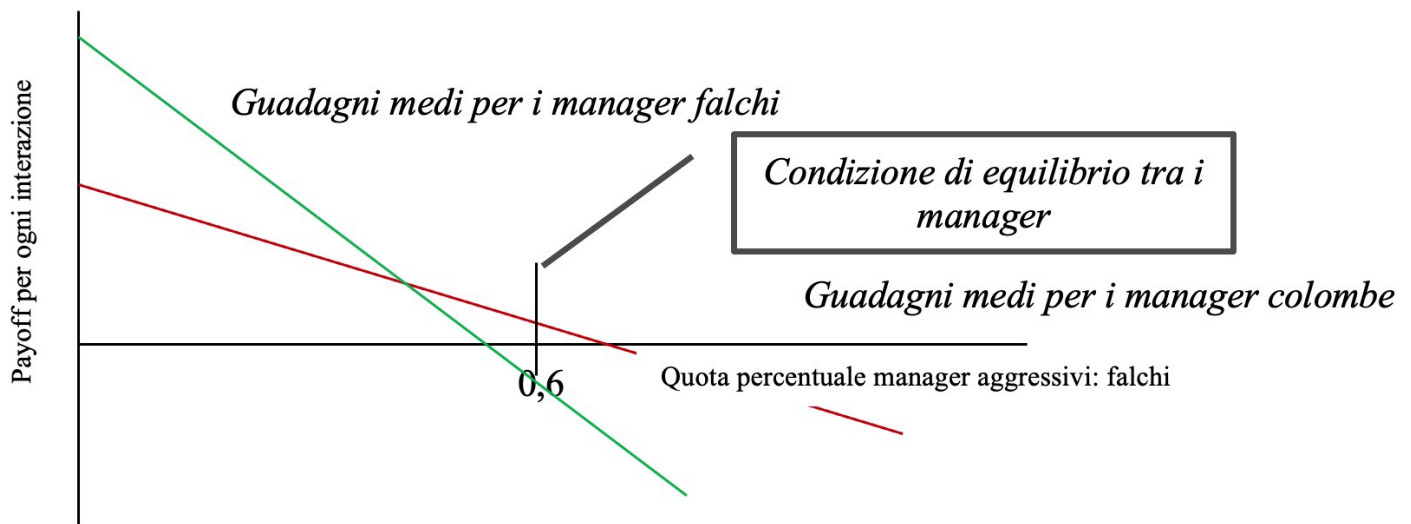 Payoff per ogni interazione
Guadagni medi per i manager falchi
Condizione di equilibrio tra i
manager
Guadagni medi per i manager colombe
0,6
Quota percentuale manager aggressivi: falchi